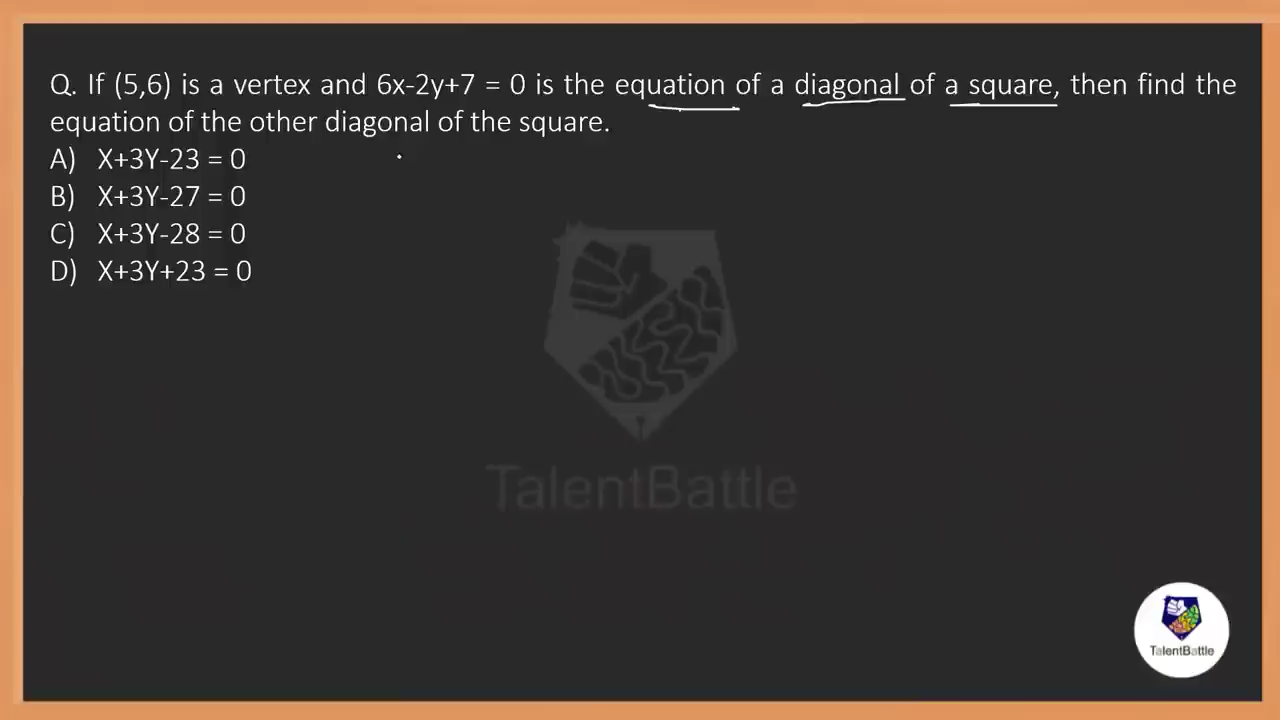 Q. If (5,6) is a vertex and 6x-2y+7 = 0 is the equation of a diagonal of a square, then find the
equation of the other diagonal of the square.
A) X+3Y-23 = 0
B) X+3Y-27 = 0
C) X+3Y-28 = 0
D) X+3Y+23 = 0
TalentBattle
TalentBattle